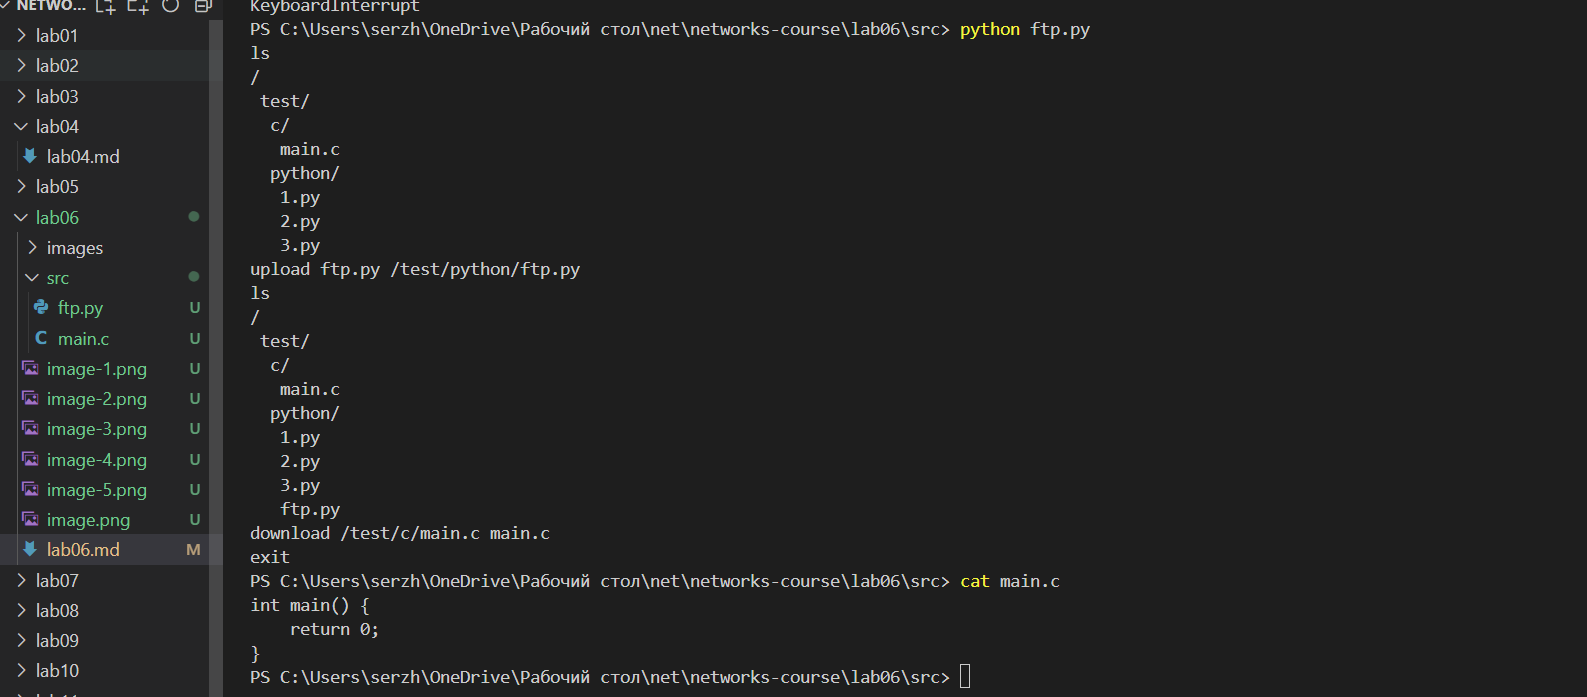 NETWO...
lab01
lab02
lab03
lab04
lab04.md
lab05
lab06
images
src
ftp.py U
C main.c U
image-1.png U
image-2.png U
image-3.png U
image-4.png U
image-5.png U
image.png U
lab06.md M
lab07
lab08
lab09
lab10
KeyboardInterrupt
PS C:\Users\serzh\OneDrive\Рабочий стол\net\networks-course\lab06\src> python ftp.py
ls
/
 test/
  c/
   main.c
  python/
   1.py
   2.py
   3.py
upload ftp.py /test/python/ftp.py
ls
/
 test/
  c/
   main.c
  python/
   1.py
   2.py
   3.py
   ftp.py
download /test/c/main.c main.c
exit
PS C:\Users\serzh\OneDrive\Рабочий стол\net\networks-course\lab06\src> cat main.c
int main() {
    return 0;
}
PS C:\Users\serzh\OneDrive\Рабочий стол\net\networks-course\lab06\src>